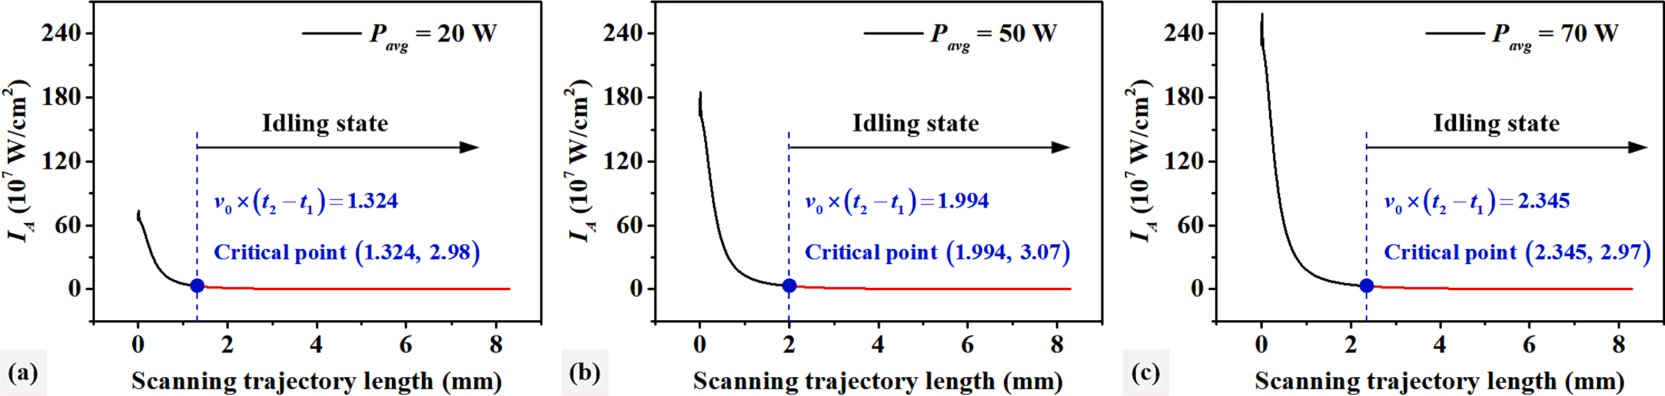 240
180
120
60
0
I_A (10^7 W/cm^2)
P_avg = 20 W
Idling state
v_0×(t_2−t_1)=1.324
Critical point (1.324, 2.98)
0 2 4 6 8
Scanning trajectory length (mm)
(a)
240
180
120
60
0
I_A (10^7 W/cm^2)
P_avg = 50 W
Idling state
v_0×(t_2−t_1)=1.994
Critical point (1.994, 3.07)
0 2 4 6 8
Scanning trajectory length (mm)
(b)
240
180
120
60
0
I_A (10^7 W/cm^2)
P_avg = 70 W
Idling state
v_0×(t_2−t_1)=2.345
Critical point (2.345, 2.97)
0 2 4 6 8
Scanning trajectory length (mm)
(c)